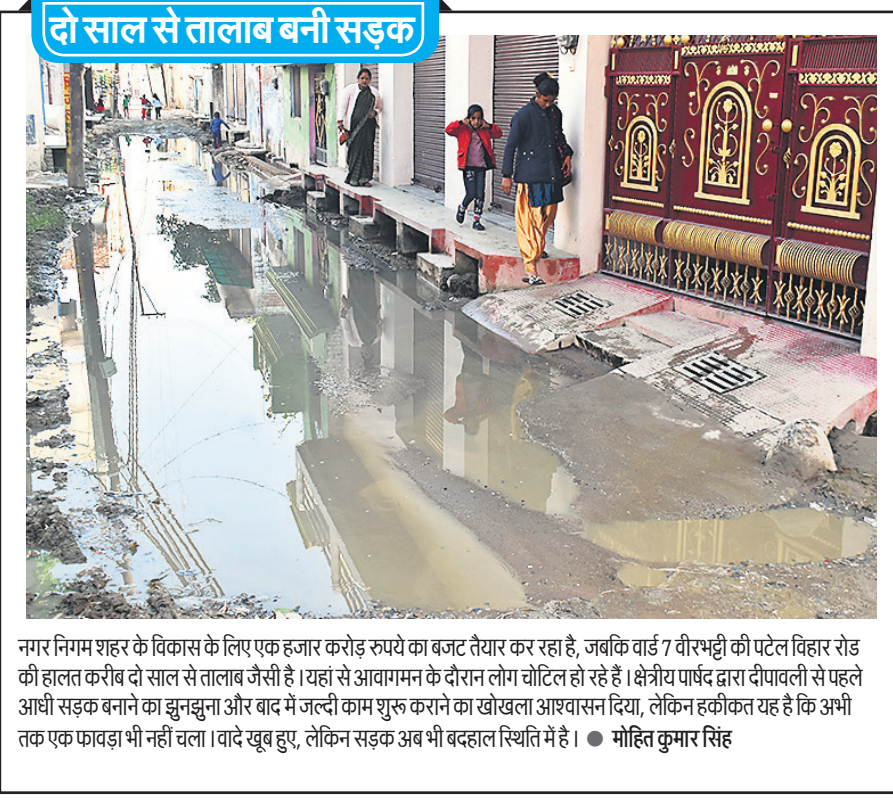 दो साल से तालाब बनी सड़क
नगर निगम शहर के विकास के लिए एक हजार करोड़ रुपये का बजट तैयार कर रहा है, जबकि वार्ड 7 वीरभट्टी की पटेल विहार रोड
की हालत करीब दो साल से तालाब जैसी है। यहां से आवागमन के दौरान लोग चोटिल हो रहे हैं। क्षेत्रीय पार्षद द्वारा दीपावली से पहले
आधी सड़क बनाने का झुनझुना और बाद में जल्दी काम शुरू कराने का खोखला आश्वासन दिया, लेकिन हकीकत यह है कि अभी
तक एक फावड़ा भी नहीं चला। वादे खूब हुए, लेकिन सड़क अब भी बदहाल स्थिति में है। ● मोहित कुमार सिंह